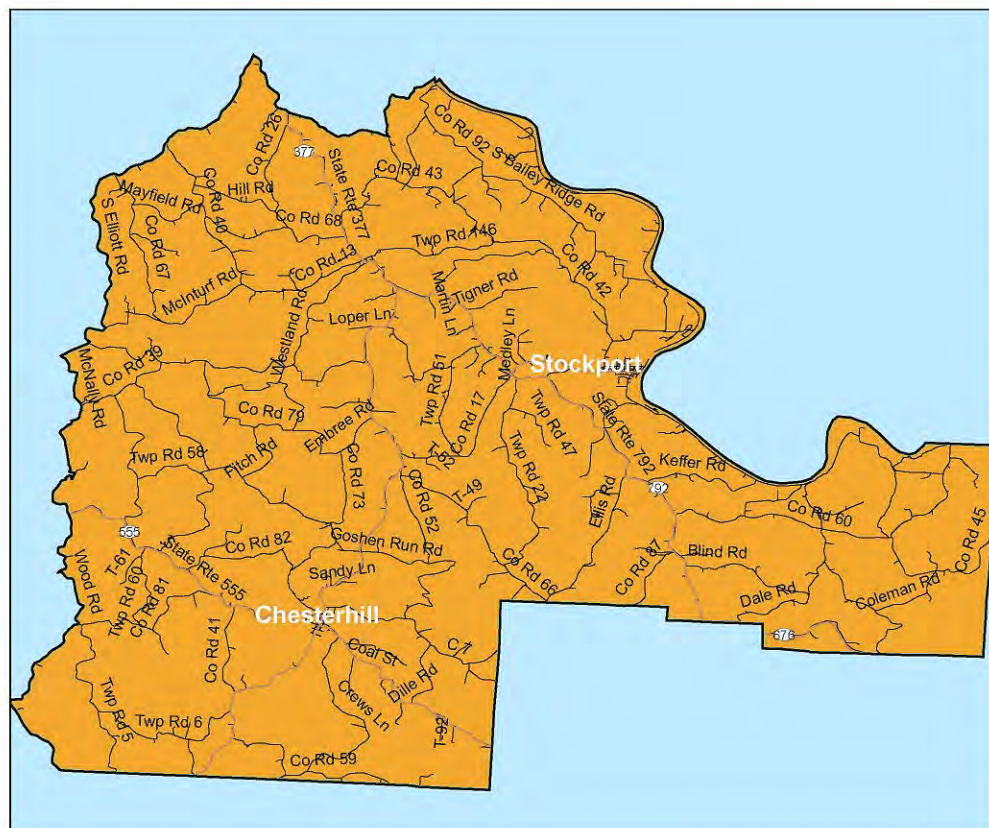 Co Rd 92 S Bailey Ridge Rd
Co Rd 26
377
State Rte 377
Co Rd 43
Mayfield Rd
Co Rd 40
Hill Rd
S Elliott Rd
Co Rd 67
Co Rd 68
Twp Rd 146
Co Rd 13
Co Rd 42
McInturf Rd
Martin Ln
Tigner Rd
Westland Rd
Loper Ln
Medley Ln
Stockport
McNally Rd
Co Rd 39
Twp Rd 51
Co Rd 17
Co Rd 79
Embree Rd
Twp Rd 47
State Rte 792
Twp Rd 58
Fitch Rd
T-62
Keffer Rd
Co Rd 73
Twp Rd 22
T-49
792
Ellis Rd
Co Rd 52
Co Rd 60
Co Rd 45
555
Co Rd 82
Goshen Run Rd
Blind Rd
T-61
State Rte 555
Wood Rd
Twp Rd 60
Co Rd 81
Sandy Ln
Co Rd 66
Co Rd 87
Dale Rd
Coleman Rd
Chesterhill
676
Co Rd 41
Coal St
Dille Rd
Crews Ln
Twp Rd 5
Twp Rd 6
T-92
Co Rd 59